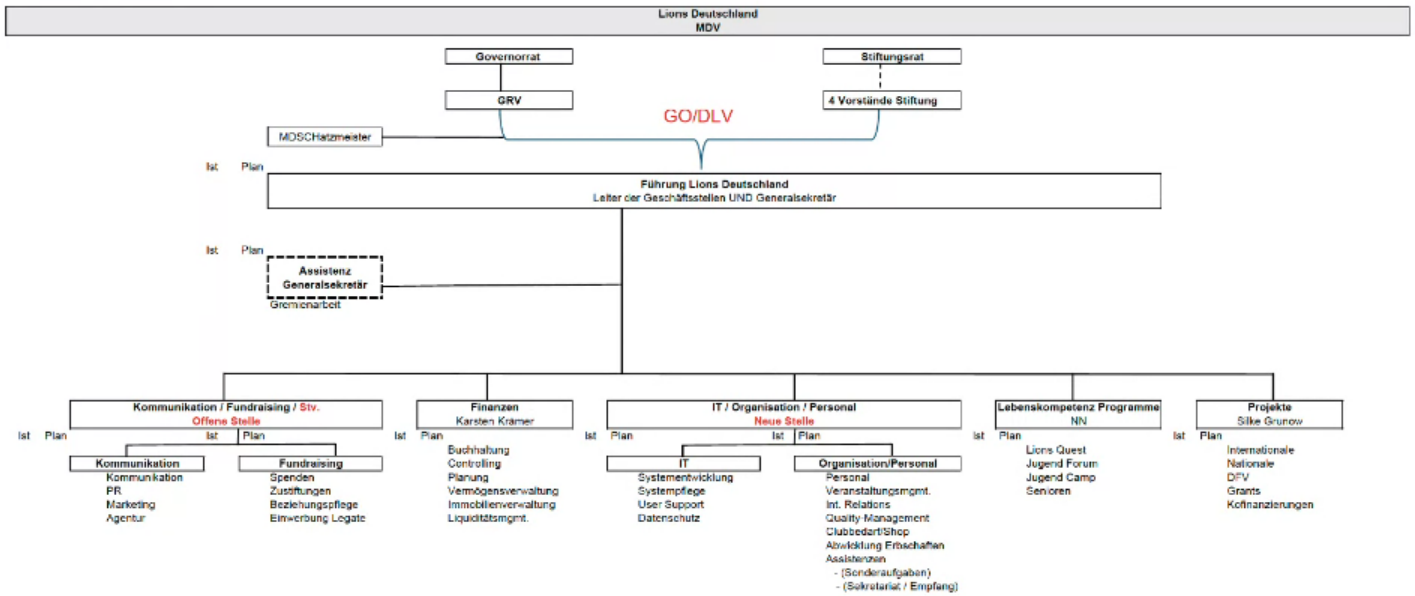 Lions Deutschland
MDV
Governorrat
Stiftungsrat
GRV
4 Vorstände Stiftung
GO/DLV
MDSCHatzmeister
Ist Plan
Führung Lions Deutschland
Leiter der Geschäftsstellen UND Generalsekretär
Ist Plan
Assistenz
Generalsekretär
Gremienarbeit
Kommunikation / Fundraising / Stv.
Offene Stelle
Finanzen
Karsten Krämer
IT / Organisation / Personal
Neue Stelle
Lebenskompetenz Programme
NN
Projekte
Silke Grunow
Ist Plan Ist Plan Ist Plan Ist Plan Ist Plan Ist Plan Ist Plan
Kommunikation
Kommunikation
PR
Marketing
Agentur
Fundraising
Spenden
Zustiftungen
Beziehungspflege
Einwerbung Legate
Buchhaltung
Controlling
Planung
Vermögensverwaltung
Immobilienverwaltung
Liquiditätsmgmt.
IT
Systementwicklung
Systempflege
User Support
Datenschutz
Organisation/Personal
Personal
Veranstaltungsmgmt.
Int. Relations
Quality-Management
Clubbedarf/Shop
Abwicklung Erbschaften
Assistenzen
- (Sonderaufgaben)
- (Sekretariat / Empfang)
Lions Quest
Jugend Forum
Jugend Camp
Senioren
Internationale
Nationale
DFV
Grants
Kofinanzierungen